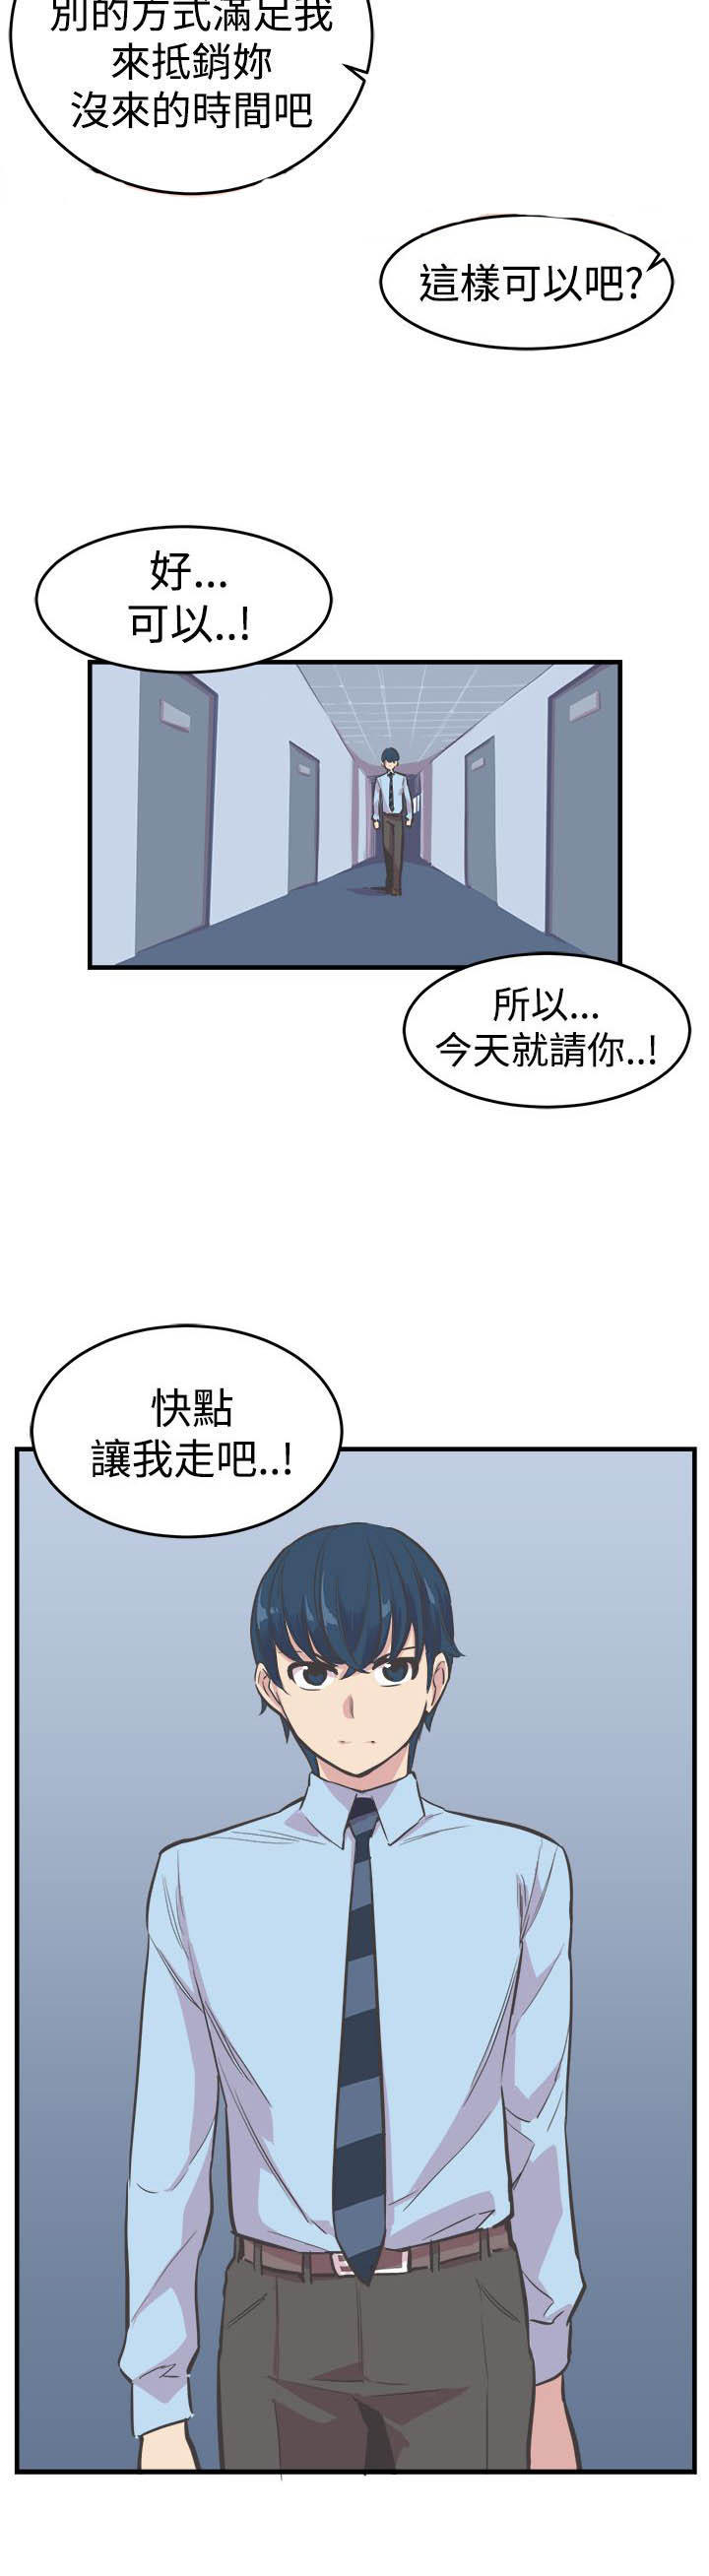 別的方式滿足我
來抵銷妳
沒來的時間吧
這樣可以吧?
好...
可以..!
所以...
今天就請你..!
快點
讓我走吧..!